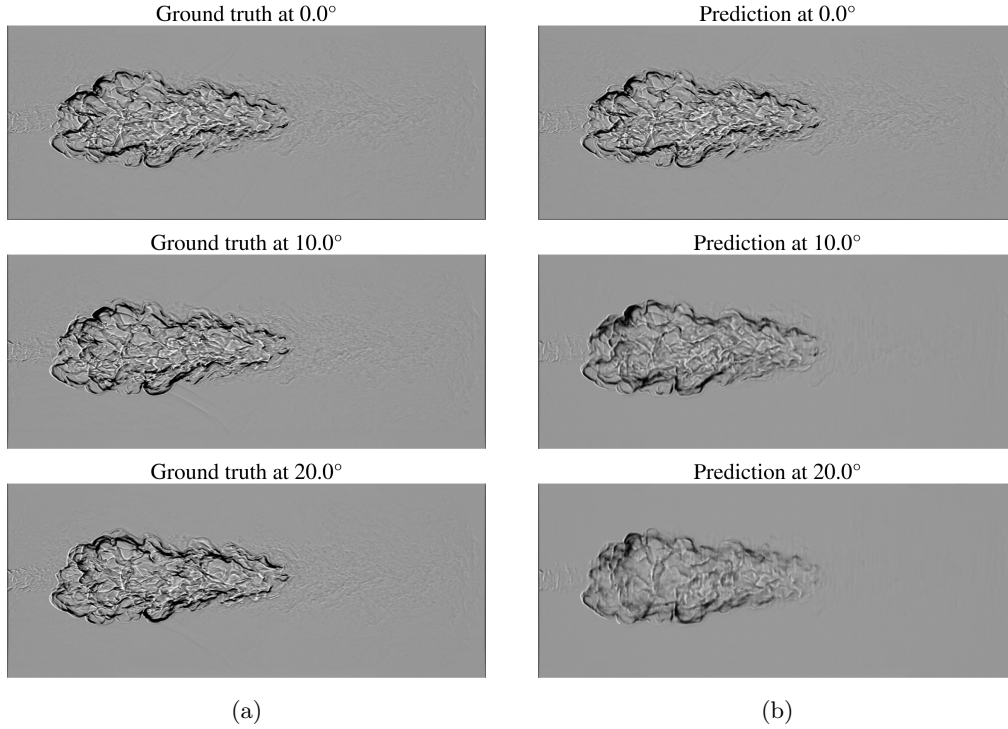 Ground truth at 0.0°
Prediction at 0.0°
Ground truth at 10.0°
Prediction at 10.0°
Ground truth at 20.0°
Prediction at 20.0°
(a)
(b)